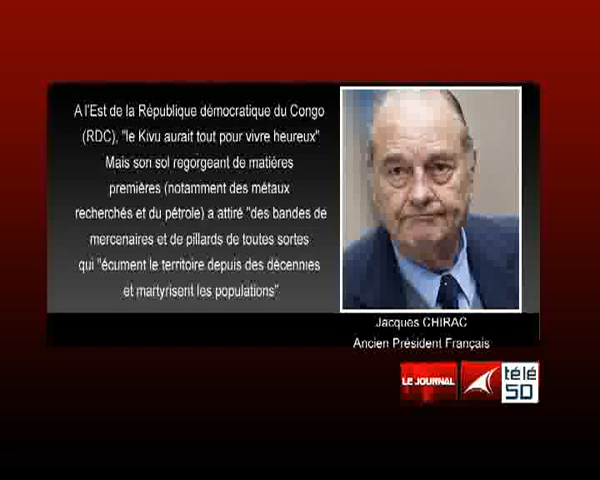 A l'Est de la République démocratique du Congo
(RDC), "le Kivu aurait tout pour vivre heureux"
Mais son sol regorgeant de matières
premières (notamment des métaux
recherchés et du pétrole) a attiré "des bandes de
mercenaires et de pillards de toutes sortes
qui "écument le territoire depuis des décennies
et martyrisent les populations"
Jacques CHIRAC
Ancien Président Français
LE JOURNAL
télé
50